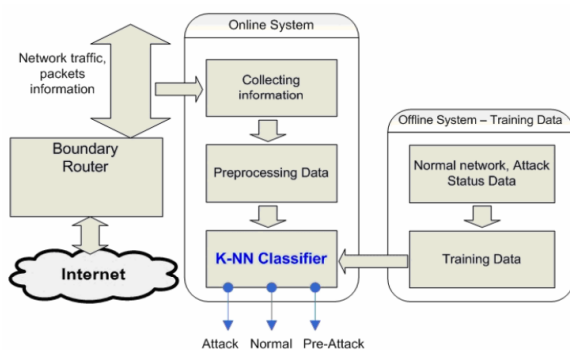 Online System
Network traffic,
packets
information
Collecting
information
Boundary
Router
Preprocessing Data
Internet
K-NN Classifier
Attack Normal Pre-Attack
Offline System – Training Data
Normal network, Attack
Status Data
Training Data